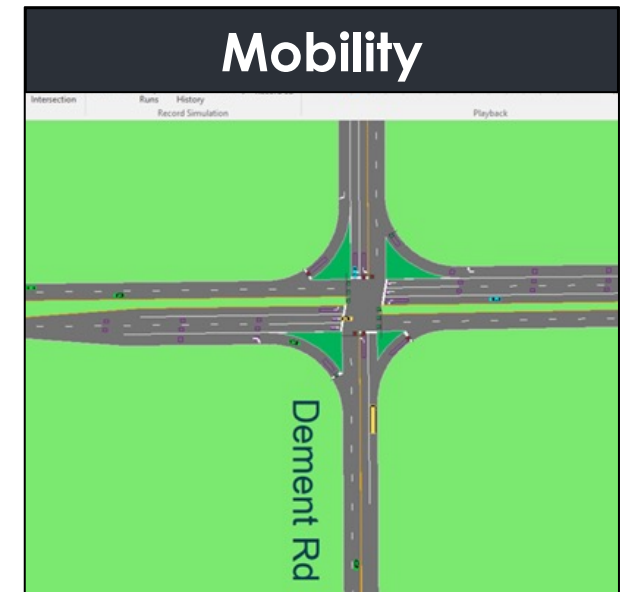 Mobility
Intersection
Runs
History
Record Simulation
Playback
Dement Rd